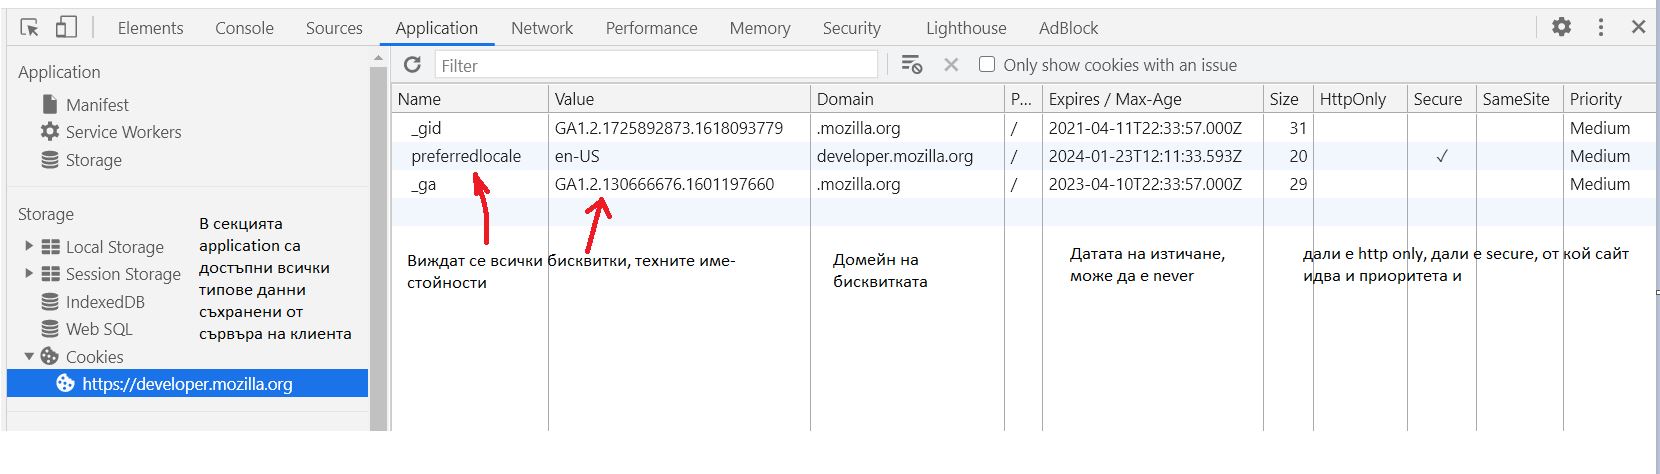 Elements Console Sources Application Network Performance Memory Security Lighthouse AdBlock
Application
Manifest
Service Workers
Storage
Storage
Local Storage
Session Storage
IndexedDB
Web SQL
Cookies
https://developer.mozilla.org
В секцията
application са
достъпни всички
типове данни
съхранени от
сървъра на клиента
Filter Only show cookies with an issue
Name Value Domain P... Expires / Max-Age Size HttpOnly Secure SameSite Priority
_gid GA1.2.1725892873.1618093779 .mozilla.org / 2021-04-11T22:33:57.000Z 31 Medium
preferredlocale en-US developer.mozilla.org / 2024-01-23T12:11:33.593Z 20 ✓ Medium
_ga GA1.2.130666676.1601197660 .mozilla.org / 2023-04-10T22:33:57.000Z 29 Medium
Виждат се всички бисквитки, техните име-
стойности
Домейн на
бисквитката
Датата на изтичане,
може да е never
дали е http only, дали е secure, от кой сайт
идва и приоритета и